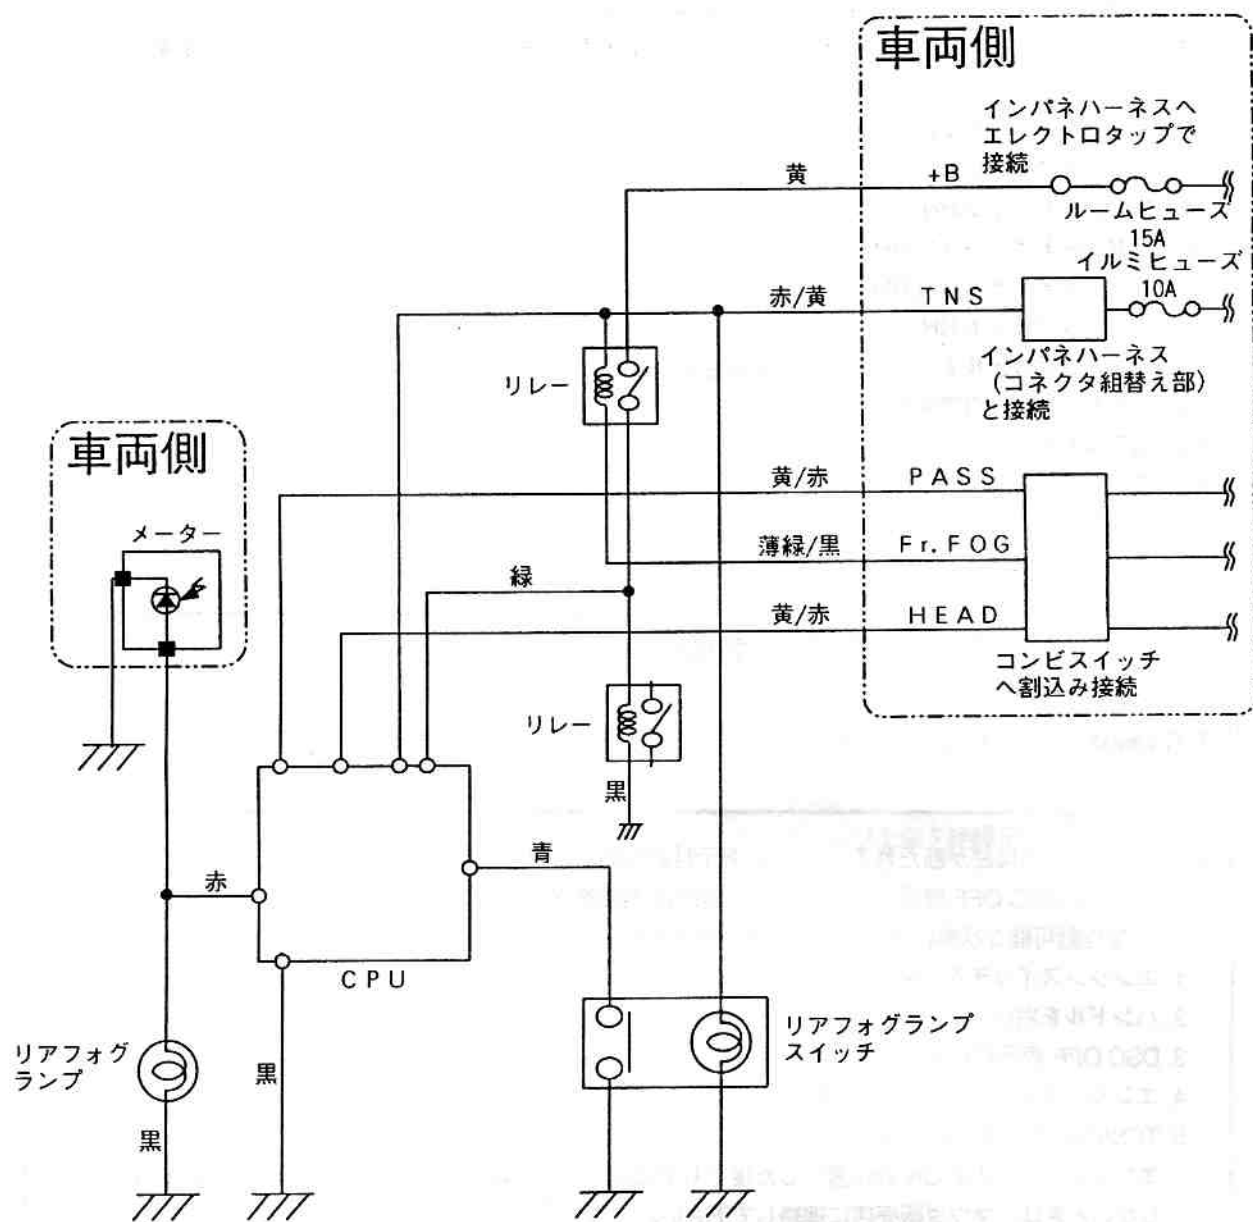 車両側
インパネハーネスへ
エレクトロタップで
接続
黄
+B
ルームヒューズ
15A
イルミヒューズ
10A
赤/黄
TNS
インパネハーネス
(コネクタ組替え部)
と接続
リレー
車両側
メーター
黄/赤
PASS
薄緑/黒
Fr.FOG
緑
黄/赤
HEAD
コンビスイッチ
へ割込み接続
リレー
黒
青
赤
CPU
リアフォグランプ
スイッチ
リアフォグ
ランプ
黒
黒